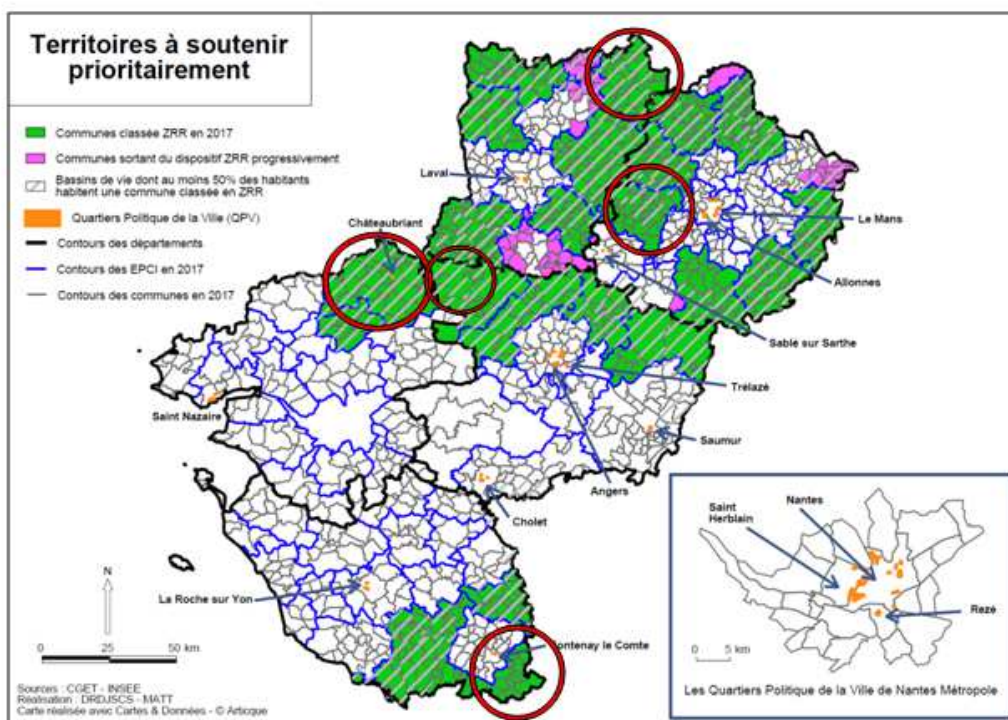 Territoires à soutenir
prioritairement
Communes classée ZRR en 2017
Communes sortant du dispositif ZRR progressivement
Bassins de vie dont au moins 50% des habitants
habitent une commune classée en ZRR
Quartiers Politique de la Ville (QPV)
Contours des départements
Contours des EPCI en 2017
Contours des communes en 2017
Laval
Châteaubriant
Le Mans
Allonnes
Sable sur Sarthe
Trélazé
Saint Nazaire
Saumur
Angers
Cholet
La Roche sur Yon
Fontenay le Comte
N
0 25 50 km
Nantes
Saint
Herblain
Rezé
0 5 km
Les Quartiers Politique de la Ville de Nantes Métropole
Sources : CGET - INSEE
Réalisation : DRDJSCS - MATT
Carte réalisée avec Cartes & Données - © Articque